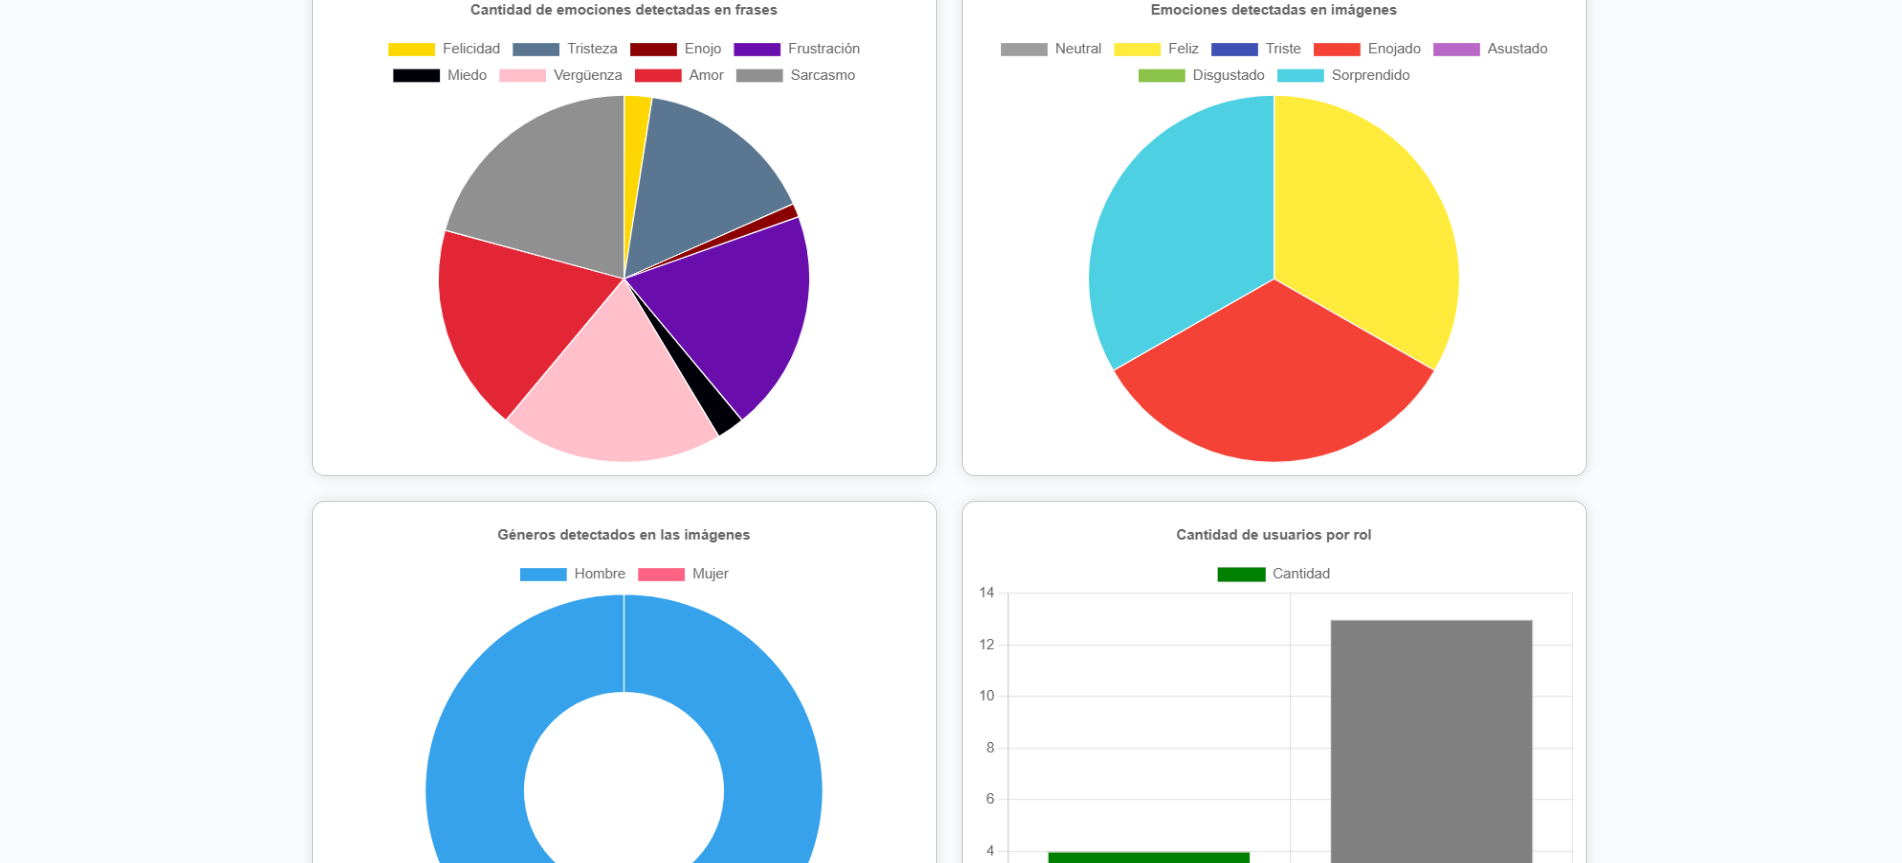 Cantidad de emociones detectadas en frases
Felicidad Tristeza Enojo Frustración
Miedo Vergüenza Amor Sarcasmo
Emociones detectadas en imágenes
Neutral Feliz Triste Enojado Asustado
Disgustado Sorprendido
Géneros detectados en las imágenes
Hombre Mujer
Cantidad de usuarios por rol
Cantidad
14
12
10
8
6
4